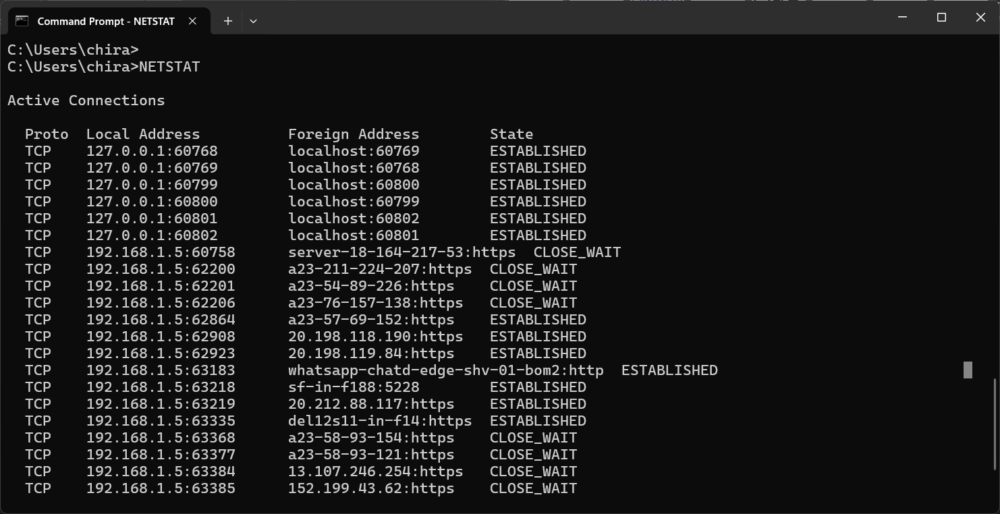 Command Prompt - NETSTAT
C:\Users\chira>
C:\Users\chira>NETSTAT
Active Connections
Proto  Local Address          Foreign Address        State
TCP    127.0.0.1:60768        localhost:60769        ESTABLISHED
TCP    127.0.0.1:60769        localhost:60768        ESTABLISHED
TCP    127.0.0.1:60799        localhost:60800        ESTABLISHED
TCP    127.0.0.1:60800        localhost:60799        ESTABLISHED
TCP    127.0.0.1:60801        localhost:60802        ESTABLISHED
TCP    127.0.0.1:60802        localhost:60801        ESTABLISHED
TCP    192.168.1.5:60758      server-18-164-217-53:https  CLOSE_WAIT
TCP    192.168.1.5:62200      a23-211-224-207:https  CLOSE_WAIT
TCP    192.168.1.5:62201      a23-54-89-226:https    CLOSE_WAIT
TCP    192.168.1.5:62206      a23-76-157-138:https   CLOSE_WAIT
TCP    192.168.1.5:62864      a23-57-69-152:https    ESTABLISHED
TCP    192.168.1.5:62908      20.198.118.190:https   ESTABLISHED
TCP    192.168.1.5:62923      20.198.119.84:https    ESTABLISHED
TCP    192.168.1.5:63183      whatsapp-chatd-edge-shv-01-bom2:http  ESTABLISHED
TCP    192.168.1.5:63218      sf-in-f188:5228        ESTABLISHED
TCP    192.168.1.5:63219      20.212.88.117:https    ESTABLISHED
TCP    192.168.1.5:63335      del12s11-in-f14:https  ESTABLISHED
TCP    192.168.1.5:63368      a23-58-93-154:https    CLOSE_WAIT
TCP    192.168.1.5:63377      a23-58-93-121:https    CLOSE_WAIT
TCP    192.168.1.5:63384      13.107.246.254:https   CLOSE_WAIT
TCP    192.168.1.5:63385      152.199.43.62:https    CLOSE_WAIT